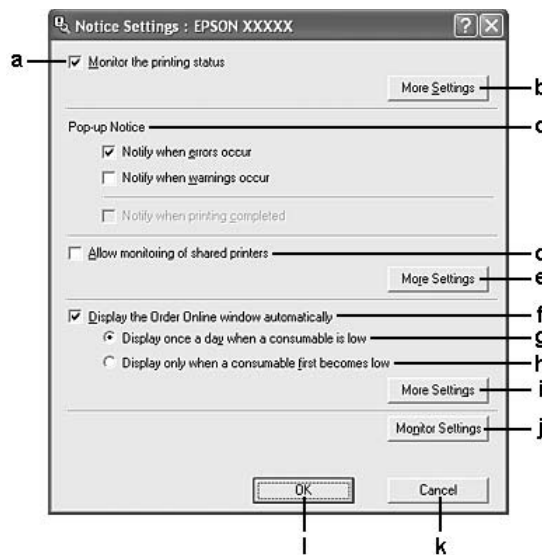 Notice Settings : EPSON XXXXX
a
Monitor the printing status
More Settings
b
Pop-up Notice
c
Notify when errors occur
Notify when warnings occur
Notify when printing completed
Allow monitoring of shared printers
d
More Settings
e
Display the Order Online window automatically
f
Display once a day when a consumable is low
g
Display only when a consumable first becomes low
h
More Settings
i
Monitor Settings
j
OK
Cancel
l
k